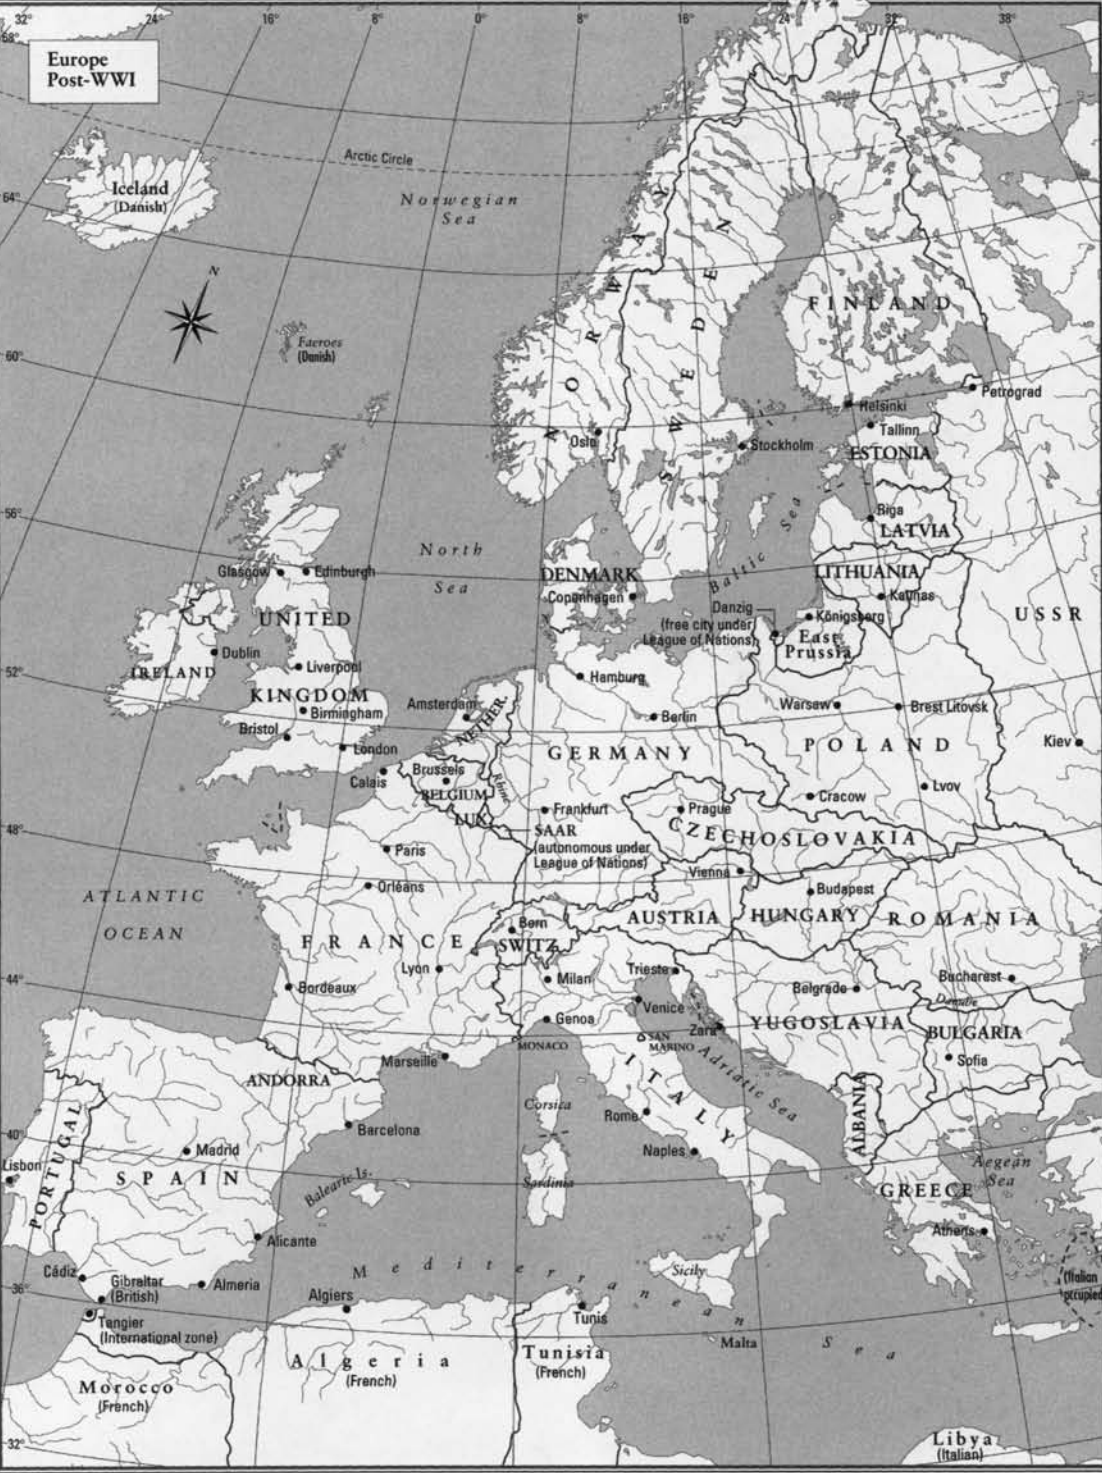 32°
24°
16°
8°
0°
8°
16°
24°
32°
38°
68°
Europe
Post-WWI
Arctic Circle
Iceland
(Danish)
64°
Norwegian
Sea
N
NORWAY
SWEDEN
FINLAND
Faeroes
(Danish)
60°
Petrograd
Helsinki
Oslo
Tallinn
Stockholm
ESTONIA
56°
Riga
LATVIA
Baltic Sea
North
Sea
Glasgow
Edinburgh
DENMARK
Copenhagen
LITHUANIA
Kaunas
Danzig
(free city under
League of Nations)
Königsberg
East
Prussia
USSR
UNITED
KINGDOM
Dublin
IRELAND
Liverpool
52°
Hamburg
Amsterdam
NETHER.
Birmingham
Bristol
London
Berlin
Warsaw
Brest Litovsk
Kiev
GERMANY
POLAND
Calais
Brussels
BELGIUM
Rhine
LUX.
Frankfurt
Prague
Cracow
Lvov
48°
SAAR
(autonomous under
League of Nations)
CZECHOSLOVAKIA
Paris
Vienna
Orléans
Budapest
ATLANTIC
OCEAN
Bern
SWITZ.
AUSTRIA
HUNGARY
ROMANIA
FRANCE
Lyon
Milan
Trieste
44°
Bordeaux
Venice
Belgrade
Bucharest
Danube
Genoa
Zara
YUGOSLAVIA
BULGARIA
MONACO
SAN
MARINO
Marseille
Adriatic Sea
Sofia
ANDORRA
ITALY
Corsica
ALBANIA
Rome
40°
Barcelona
Madrid
Naples
PORTUGAL
Lisbon
SPAIN
Balearic Is.
Sardinia
Aegean
Sea
GREECE
Athens
Alicante
Cádiz
Gibraltar
(British)
Almeria
Mediterranean Sea
Sicily
(Italian
occupied
36°
Tangier
(International zone)
Algiers
Tunis
Malta
Algeria
(French)
Tunisia
(French)
Morocco
(French)
32°
Libya
(Italian)